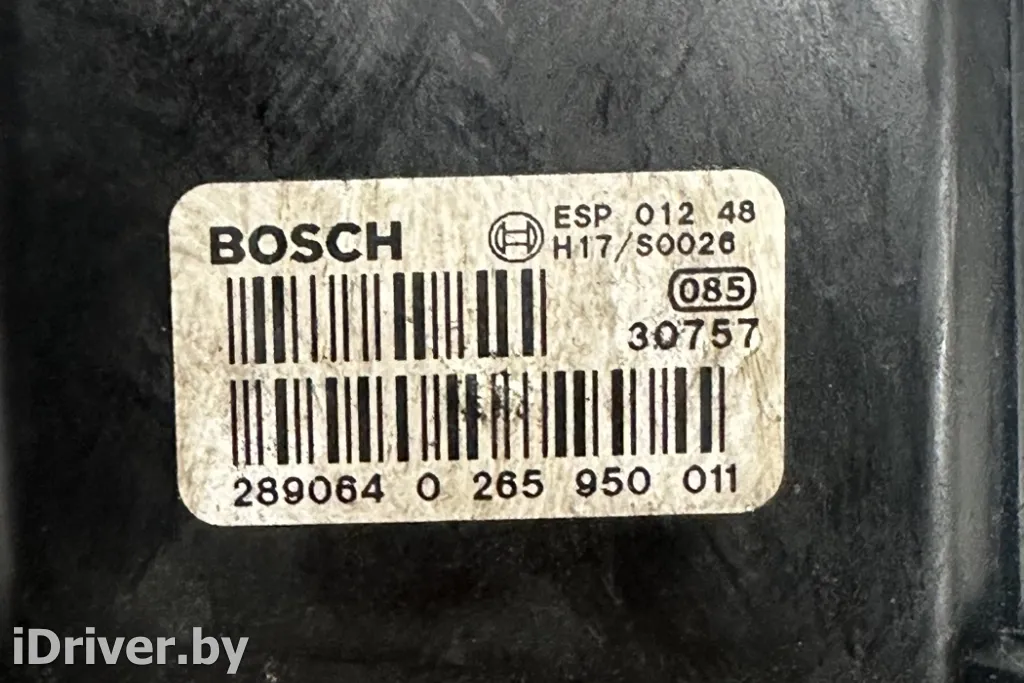 BOSCH
ESP 012 48
H17/S0026
085
30757
289064 0 265 950 011
iDriver.by